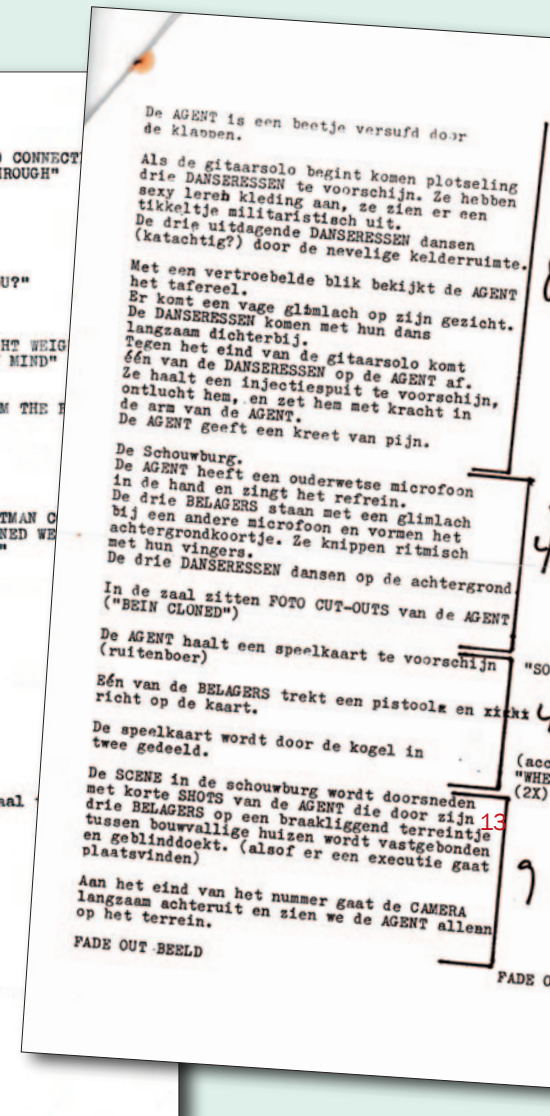 CONNECT
ROUGH"
U?"
HT WEIG
MIND"
M THE
TMAN C
NED WE
"
aal
De AGENT is een beetje versufd door
de klappen.
Als de gitaarsolo begint komen plotseling
drie DANSERESSEN te voorschijn. Ze hebben
sexy leren kleding aan, ze zien er een
tikkeltje militaristisch uit.
De drie uitdagende DANSERESSEN dansen
(katachtig?) door de nevelige kelderruimte.
Met een vertroebelde blik bekijkt de AGENT
het tafereel.
Er komt een vage glimlach op zijn gezicht.
De DANSERESSEN komen met hun dans
langzaam dichterbij.
Tegen het eind van de gitaarsolo komt
één van de DANSERESSEN op de AGENT af.
Ze haalt een injectiespuit te voorschijn,
ontlucht hem, en zet hem met kracht in
de arm van de AGENT.
De AGENT geeft een kreet van pijn.
De Schouwburg.
De AGENT heeft een ouderwetse microfoon
in de hand en zingt het refrein.
De drie BELAGERS staan met een glimlach
bij een andere microfoon en vormen het
achtergrondkoortje. Ze knippen ritmisch
met hun vingers.
De drie DANSERESSEN dansen op de achtergrond
In de zaal zitten FOTO CUT-OUTS van de AGENT
("BEIN CLONED")
De AGENT haalt een speelkaart te voorschijn
(ruitenboer)
Eén van de BELAGERS trekt een pistool en
richt op de kaart.
De speelkaart wordt door de kogel in
twee gedeeld.
De SCENE in de schouwburg wordt doorsneden
met korte SHOTS van de AGENT die door zijn
drie BELAGERS op een braakliggend terreintje
tussen bouwvallige huizen wordt vastgebonden
en geblinddoekt. (alsof er een executie gaat
plaatsvinden)
Aan het eind van het nummer gaat de CAMERA
langzaam achteruit en zien we de AGENT alleen
op het terrein.
FADE OUT BEELD
4
"SO
4
(acc
"WHE
(2X)
13
9
FADE O